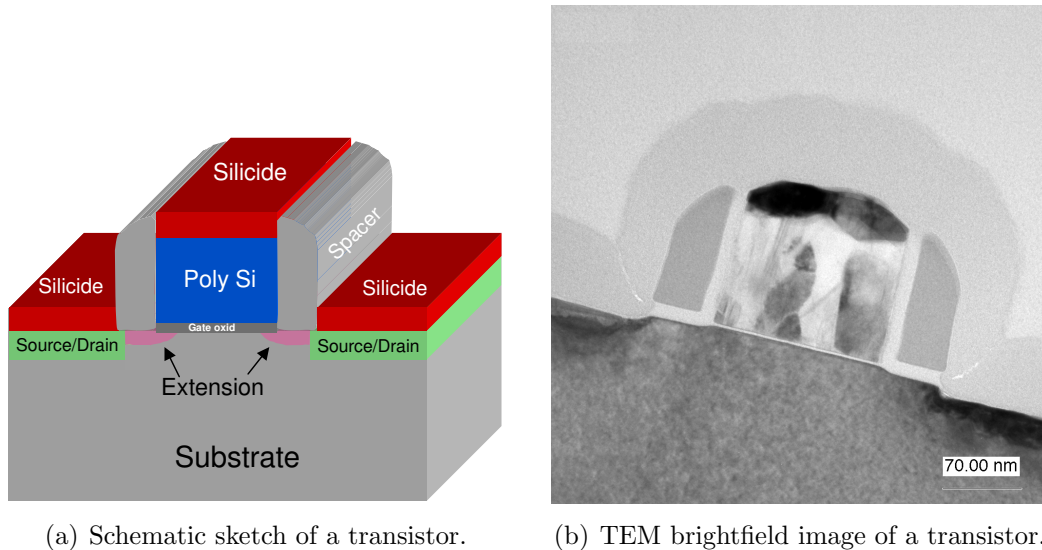 Silicide
Spacer
Poly Si
Silicide
Silicide
Gate oxid
Source/Drain
Source/Drain
Extension
Substrate
70.00 nm
(a) Schematic sketch of a transistor.
(b) TEM brightfield image of a transistor.